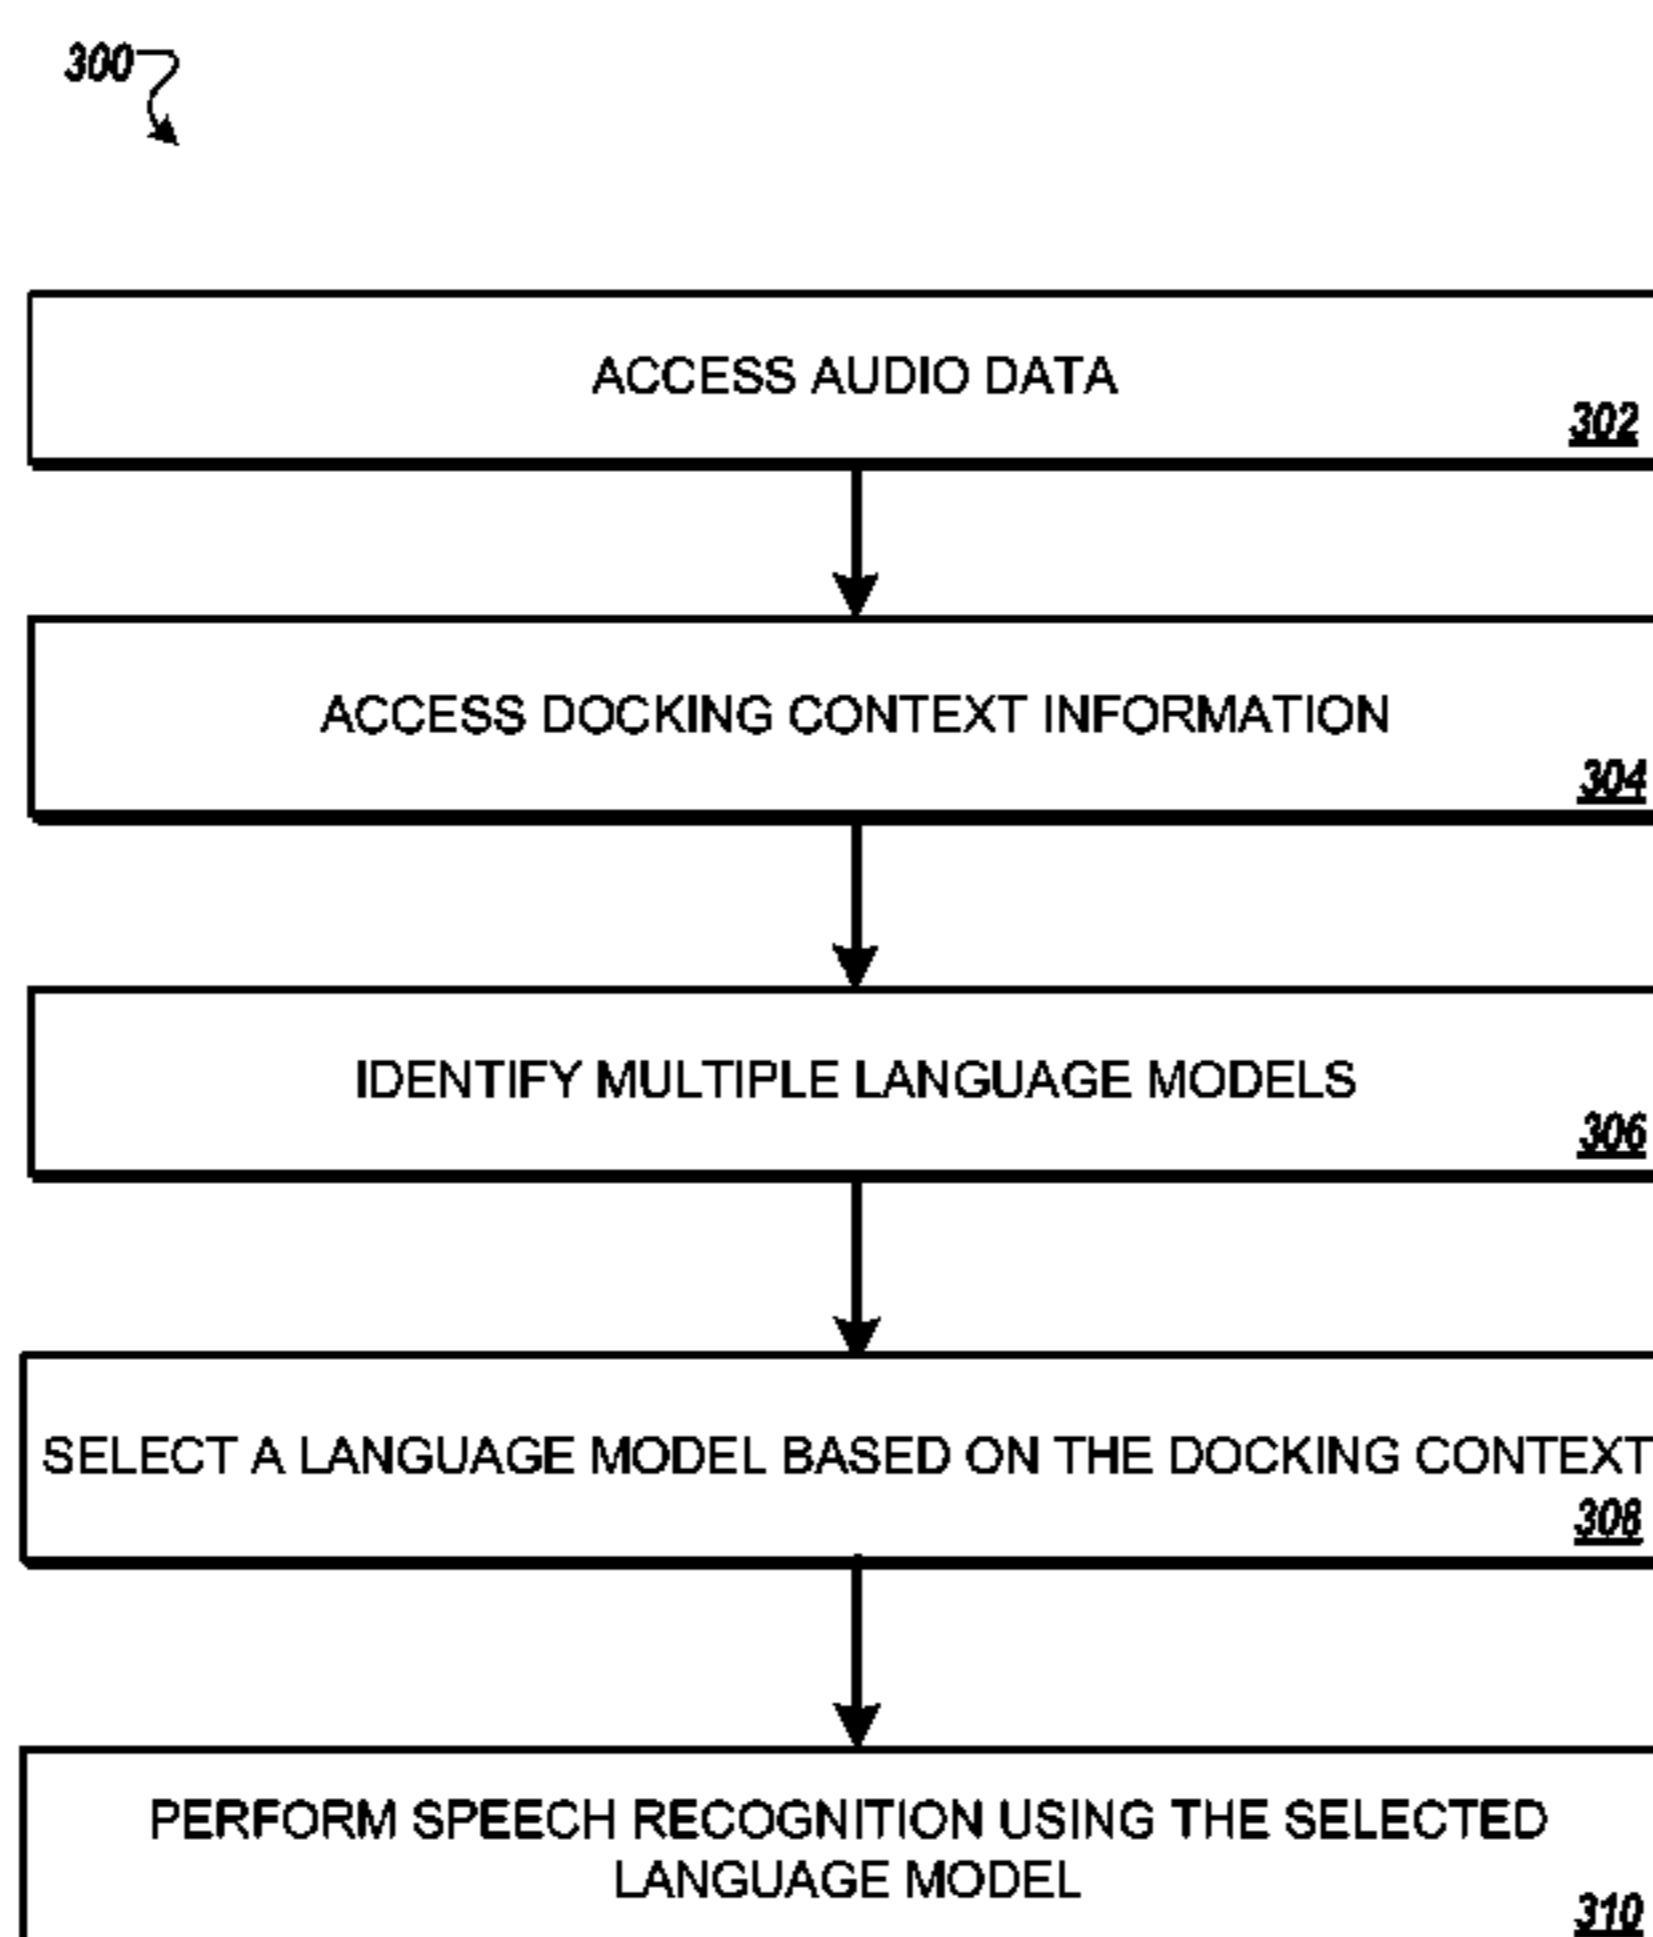 300
ACCESS AUDIO DATA
302
ACCESS DOCKING CONTEXT INFORMATION
304
IDENTIFY MULTIPLE LANGUAGE MODELS
306
SELECT A LANGUAGE MODEL BASED ON THE DOCKING CONTEXT
308
PERFORM SPEECH RECOGNITION USING THE SELECTED
LANGUAGE MODEL
310